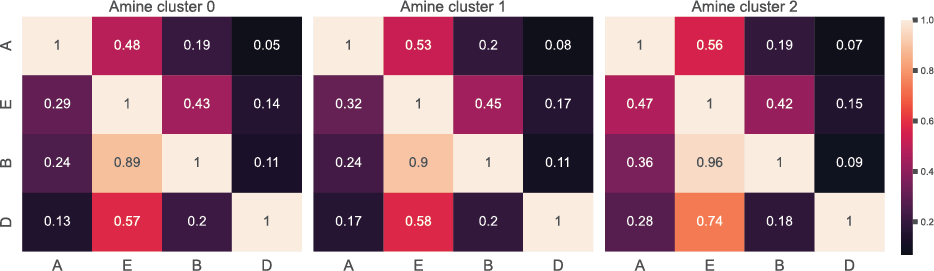 Amine cluster 0 Amine cluster 1 Amine cluster 2
A 1 0.48 0.19 0.05 1 0.53 0.2 0.08 1 0.56 0.19 0.07 1.0
E 0.29 1 0.43 0.14 0.32 1 0.45 0.17 0.47 1 0.42 0.15 0.8
0.6
B 0.24 0.89 1 0.11 0.24 0.9 1 0.11 0.36 0.96 1 0.09 0.4
D 0.13 0.57 0.2 1 0.17 0.58 0.2 1 0.28 0.74 0.18 1 0.2
A E B D A E B D A E B D